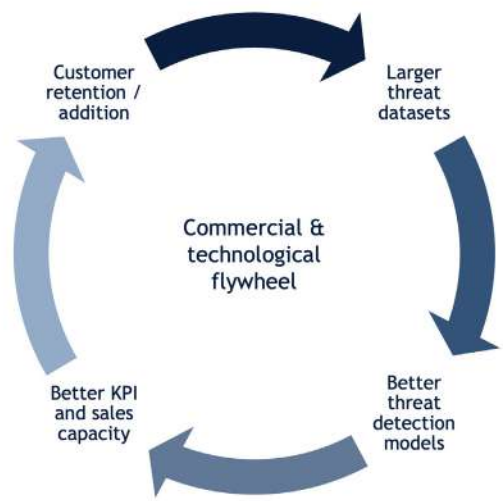 Customer
retention /
addition
Larger
threat
datasets
Commercial &
technological
flywheel
Better KPI
and sales
capacity
Better
threat
detection
models